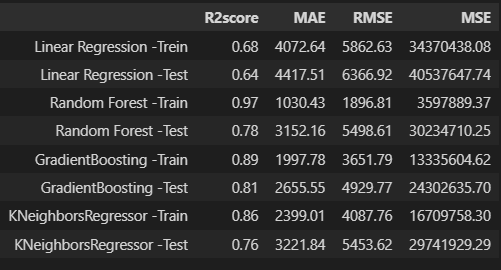 R2score MAE RMSE MSE
Linear Regression -Trein 0.68 4072.64 5862.63 34370438.08
Linear Regression -Test 0.64 4417.51 6366.92 40537647.74
Random Forest -Train 0.97 1030.43 1896.81 3597889.37
Random Forest -Test 0.78 3152.16 5498.61 30234710.25
GradientBoosting -Train 0.89 1997.78 3651.79 13335604.62
GradientBoosting -Test 0.81 2655.55 4929.77 24302635.70
KNeighborsRegressor -Train 0.86 2399.01 4087.76 16709758.30
KNeighborsRegressor -Test 0.76 3221.84 5453.62 29741929.29